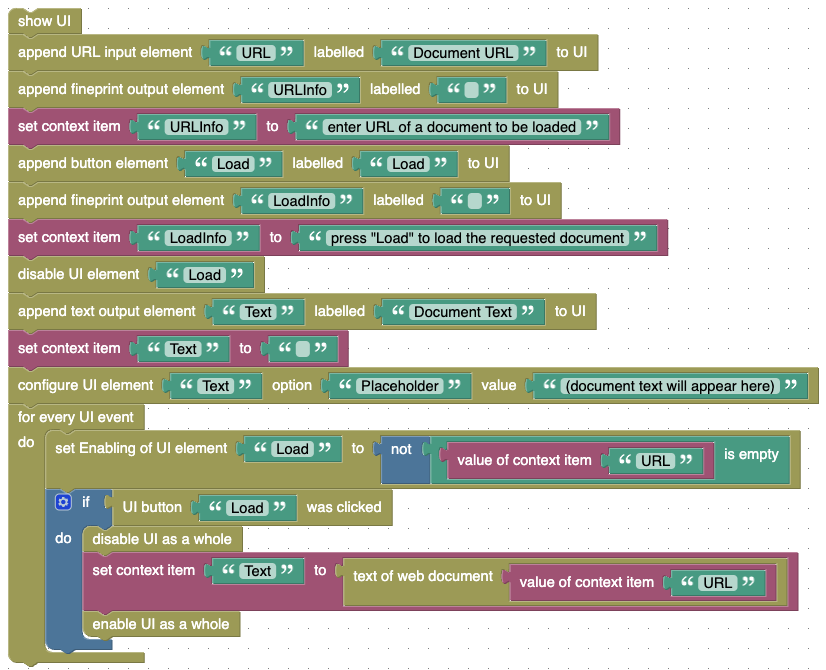 show UI
append URL input element “ URL ” labelled “ Document URL ” to UI
append fineprint output element “ URLInfo ” labelled “ ” to UI
set context item “ URLInfo ” to “ enter URL of a document to be loaded ”
append button element “ Load ” labelled “ Load ” to UI
append fineprint output element “ LoadInfo ” labelled “ ” to UI
set context item “ LoadInfo ” to “ press "Load" to load the requested document ”
disable UI element “ Load ”
append text output element “ Text ” labelled “ Document Text ” to UI
set context item “ Text ” to “ ”
configure UI element “ Text ” option “ Placeholder ” value “ (document text will appear here) ”
for every UI event
do set Enabling of UI element “ Load ” to not value of context item “ URL ” is empty
if UI button “ Load ” was clicked
do disable UI as a whole
set context item “ Text ” to text of web document value of context item “ URL ”
enable UI as a whole